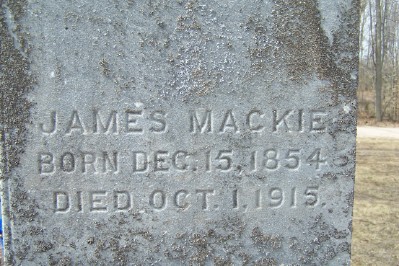 JAMES MACKIE
BORN DEC. 15, 1854
DIED OCT. 1, 1915.